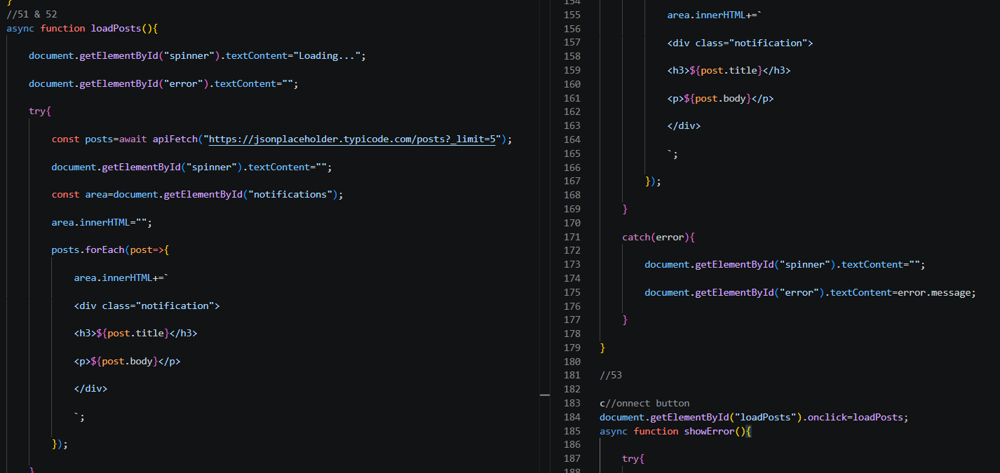 }
//51 & 52
async function loadPosts(){
document.getElementById("spinner").textContent="Loading...";
document.getElementById("error").textContent="";
try{
const posts=await apiFetch("https://jsonplaceholder.typicode.com/posts?_limit=5");
document.getElementById("spinner").textContent="";
const area=document.getElementById("notifications");
area.innerHTML="";
posts.forEach(post=>{
area.innerHTML+=`
<div class="notification">
<h3>${post.title}</h3>
<p>${post.body}</p>
</div>
`;
});
}
154
155 area.innerHTML+=`
156
157 <div class="notification">
158
159 <h3>${post.title}</h3>
160
161 <p>${post.body}</p>
162
163 </div>
164
165 `;
166
167 });
168
169 }
170
171 catch(error){
172
173 document.getElementById("spinner").textContent="";
174
175 document.getElementById("error").textContent=error.message;
176
177 }
178
179 }
180
181 //53
182
183 c//onnect button
184 document.getElementById("loadPosts").onclick=loadPosts;
185 async function showError(){
186
187 try{
188